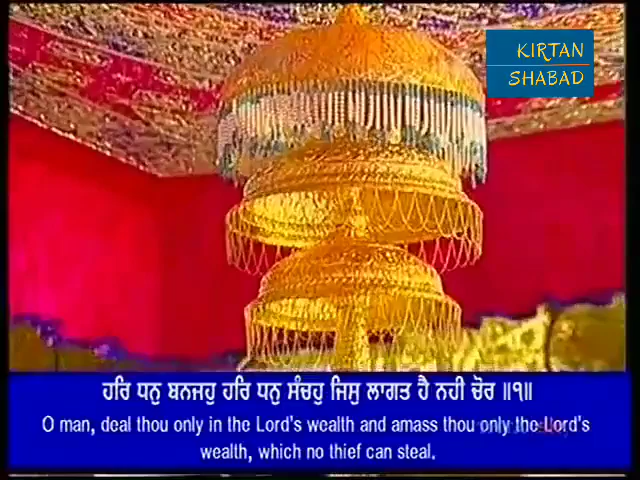 KIRTAN
SHABAD
ਹਰਿ ਧਨੁ ਬਨਜਹੁ ਹਰਿ ਧਨੁ ਸੰਚਹੁ ਜਿਸੁ ਲਾਗਤ ਹੈ ਨਹੀ ਚੋਰ ॥੧॥
O man, deal thou only in the Lord's wealth and amass thou only the Lord's
wealth, which no thief can steal.